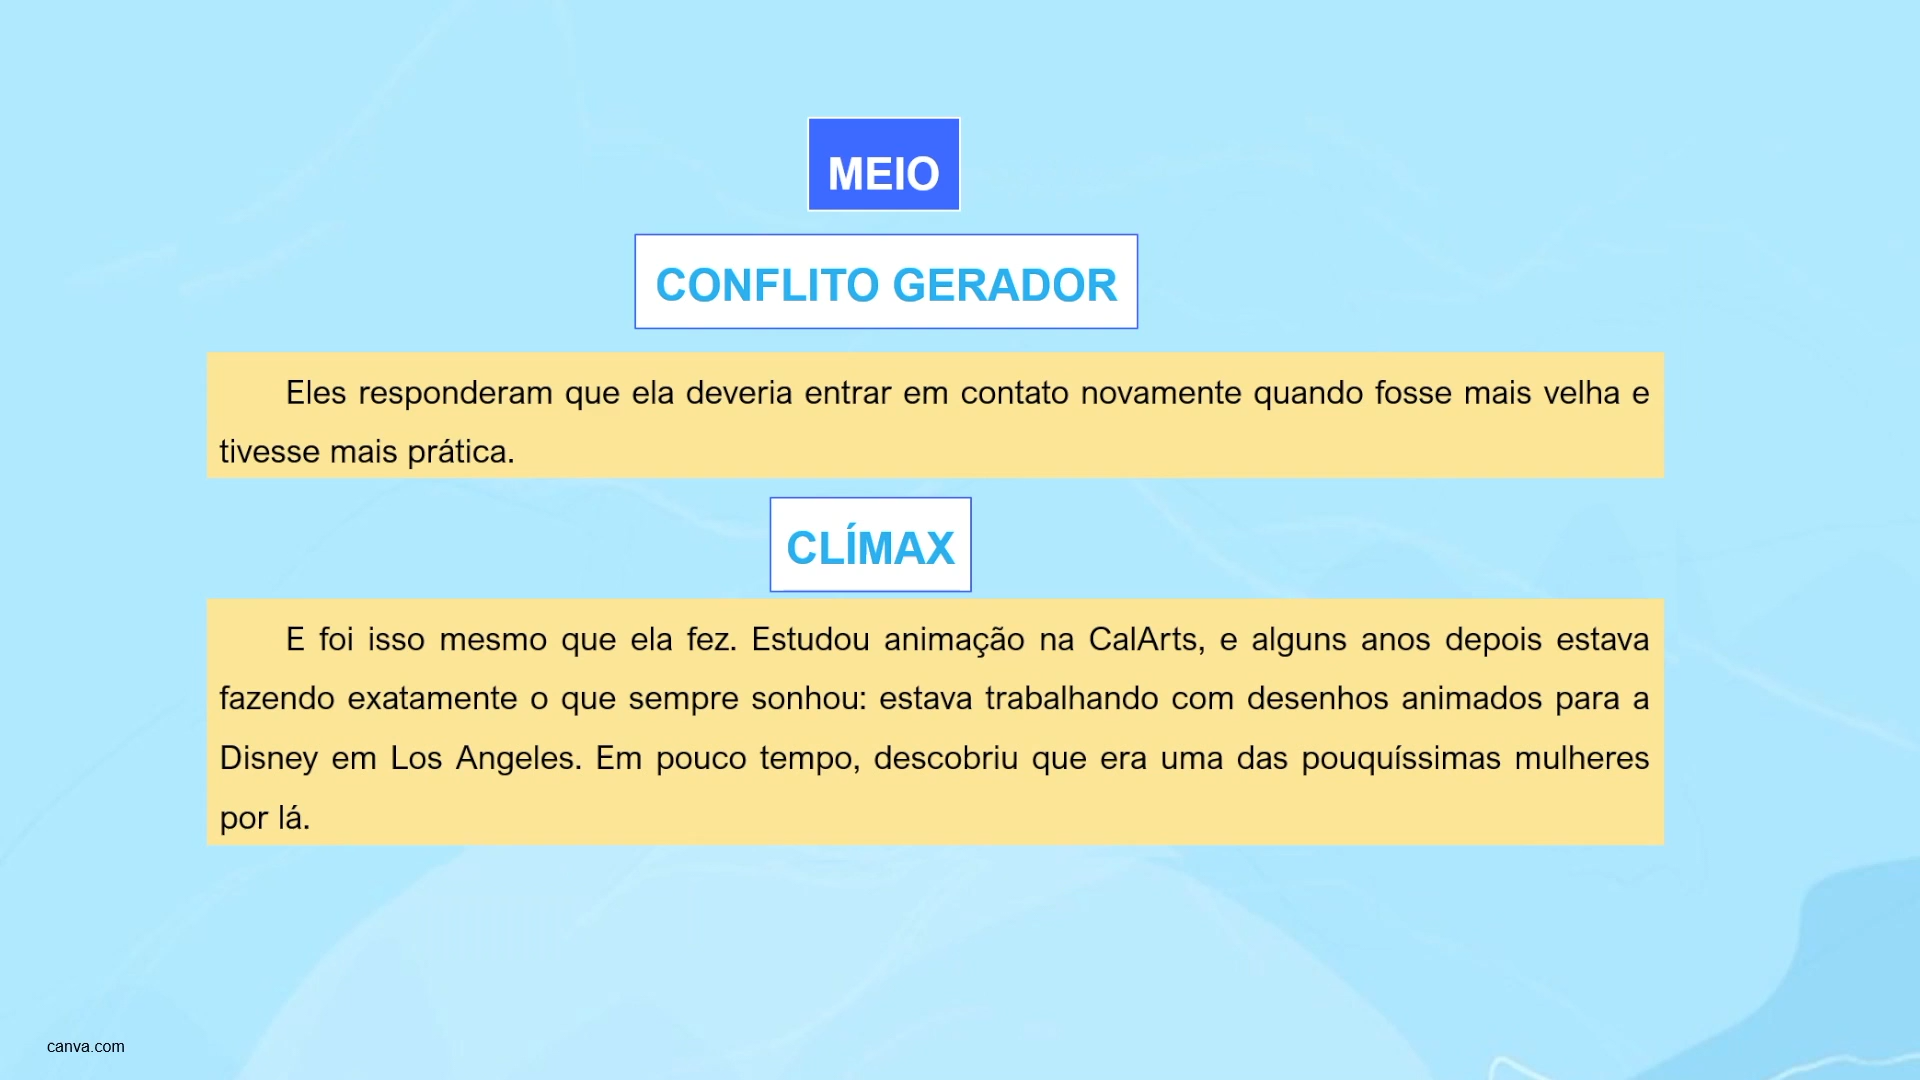 MEIO
CONFLITO GERADOR
Eles responderam que ela deveria entrar em contato novamente quando fosse mais velha e
tivesse mais prática.
CLÍMAX
E foi isso mesmo que ela fez. Estudou animação na CalArts, e alguns anos depois estava
fazendo exatamente o que sempre sonhou: estava trabalhando com desenhos animados para a
Disney em Los Angeles. Em pouco tempo, descobriu que era uma das pouquíssimas mulheres
por lá.
canva.com